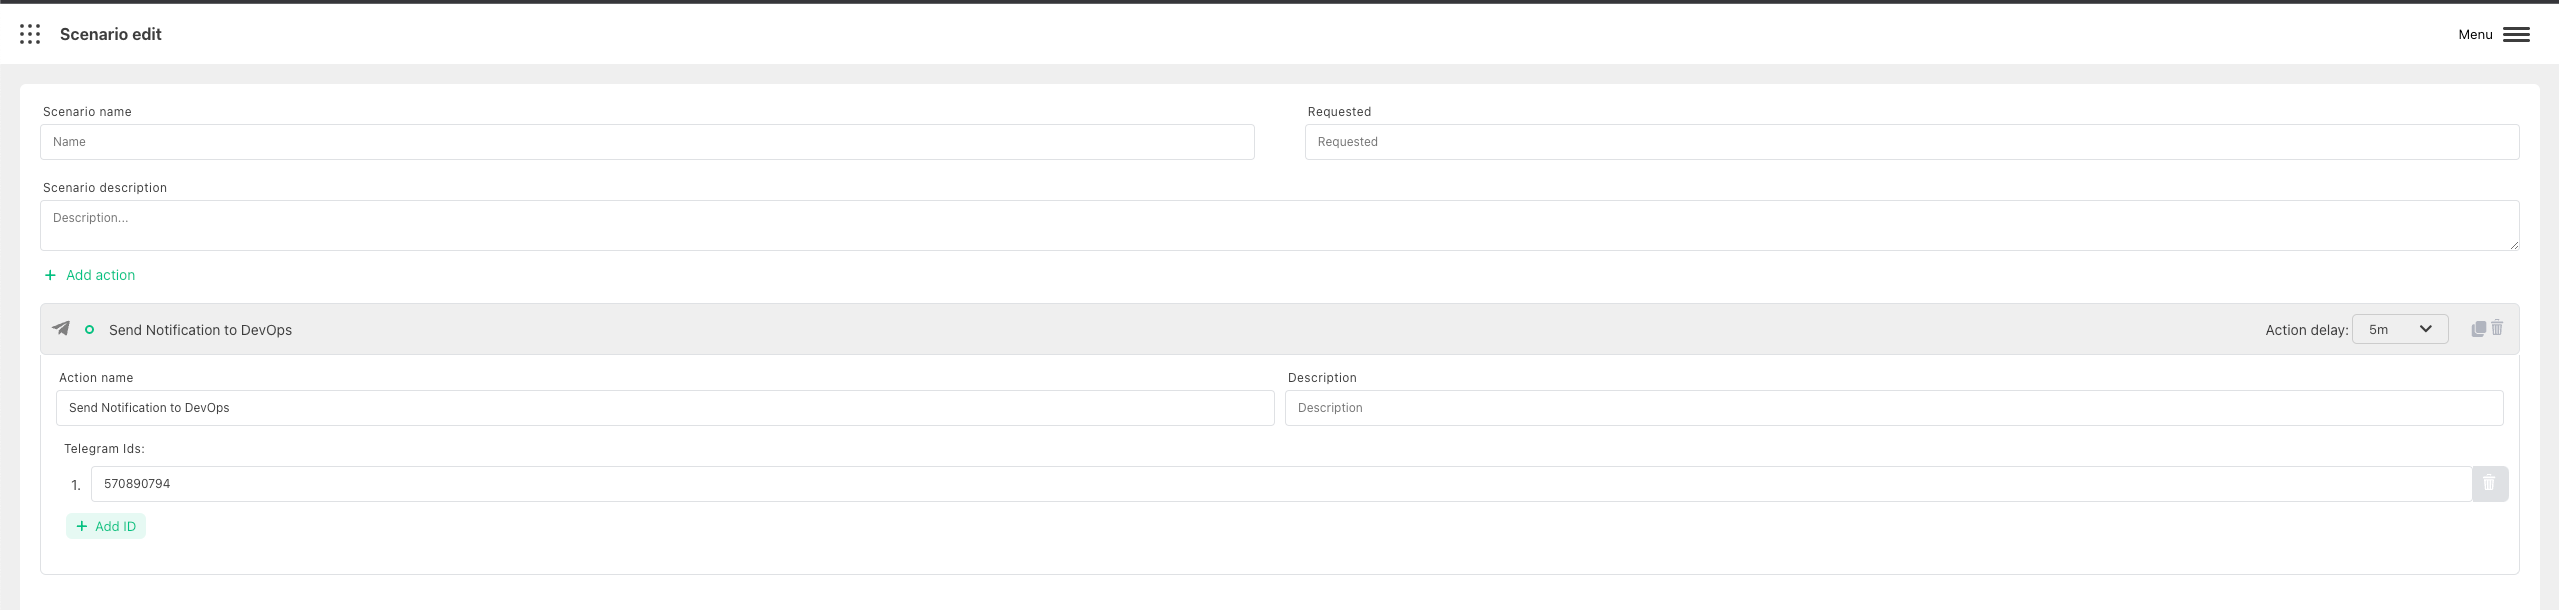 Scenario edit
Menu
Scenario name
Requested
Name
Requested
Scenario description
Description...
+ Add action
Send Notification to DevOps
Action delay: 5m
Action name
Description
Send Notification to DevOps
Description
Telegram Ids:
1. 570890794
+ Add ID